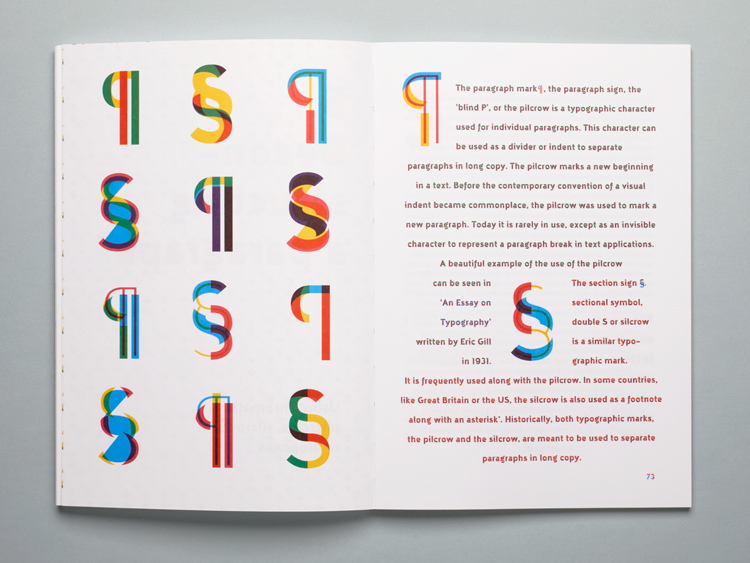 ¶ § ¶
§ ¶ §
¶ § ¶
§ ¶ §
¶
The paragraph mark¶, the paragraph sign, the
'blind P', or the pilcrow is a typographic character
used for individual paragraphs. This character can
be used as a divider or indent to separate
paragraphs in long copy. The pilcrow marks a new beginning
in a text. Before the contemporary convention of a visual
indent became commonplace, the pilcrow was used to mark a
new paragraph. Today it is rarely in use, except as an invisible
character to represent a paragraph break in text applications.
A beautiful example of the use of the pilcrow
can be seen in
'An Essay on
Typography'
written by Eric Gill
in 1931.
§
The section sign §,
sectional symbol,
double S or silcrow
is a similar typo-
graphic mark.
It is frequently used along with the pilcrow. In some countries,
like Great Britain or the US, the silcrow is also used as a footnote
along with an asterisk*. Historically, both typographic marks,
the pilcrow and the silcrow, are meant to be used to separate
paragraphs in long copy.
73